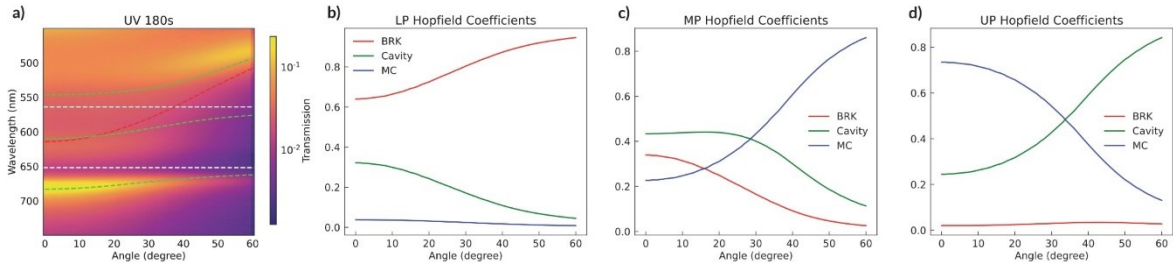 a)
UV 180s
Wavelength (nm)
500
550
600
650
700
0 10 20 30 40 50 60
Angle (degree)
10⁻¹
10⁻²
Transmission
b)
LP Hopfield Coefficients
BRK
Cavity
MC
0.8
0.6
0.4
0.2
0.0
0 10 20 30 40 50 60
Angle (degree)
c)
MP Hopfield Coefficients
0.8
0.6
0.4
0.2
0.0
BRK
Cavity
MC
0 10 20 30 40 50 60
Angle (degree)
d)
UP Hopfield Coefficients
0.8
0.6
0.4
0.2
0.0
BRK
Cavity
MC
0 10 20 30 40 50 60
Angle (degree)